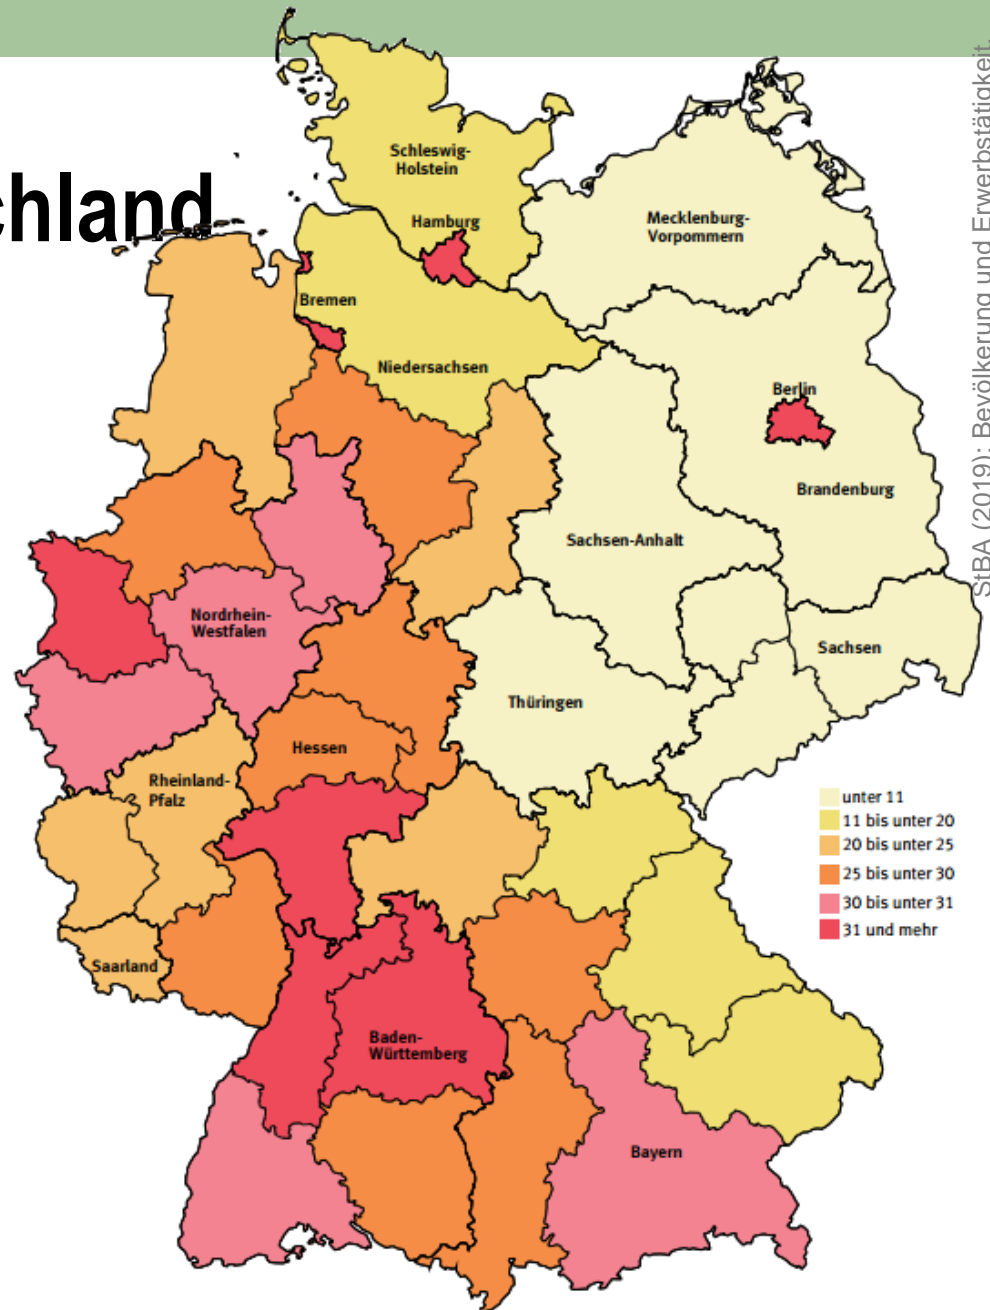 chland
Schleswig-
Holstein
Hamburg
Mecklenburg-
Vorpommern
Bremen
Niedersachsen
Berlin
Brandenburg
Sachsen-Anhalt
Nordrhein-
Westfalen
Sachsen
Thüringen
Hessen
Rheinland-
Pfalz
unter 11
11 bis unter 20
20 bis unter 25
25 bis unter 30
30 bis unter 31
31 und mehr
Saarland
Baden-
Württemberg
Bayern
StBA (2019): Bevölkerung und Erwerbstätigkeit.